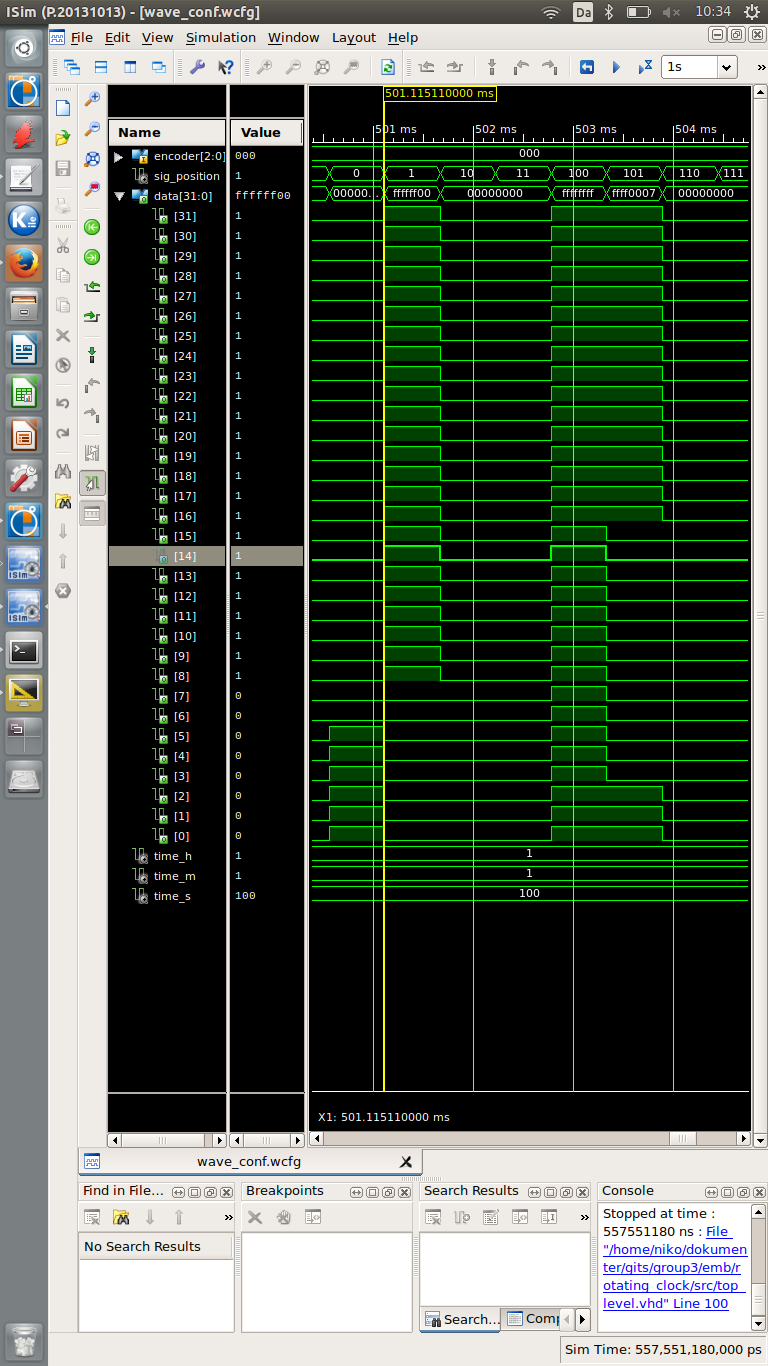 ISim (P.20131013) - [wave_conf.wcfg]
Da
10:34
File Edit View Simulation Window Layout Help
1s
»
Name
Value
501.115110000 ms
501 ms 502 ms 503 ms 504 ms
encoder[2:0] 000 000
sig_position 1 0 1 10 11 100 101 110 111
data[31:0] ffffff00 00000... ffffff00 00000000 ffffffff ffff0007 00000000
[31] 1
[30] 1
[29] 1
[28] 1
[27] 1
[26] 1
[25] 1
[24] 1
[23] 1
[22] 1
[21] 1
[20] 1
[19] 1
[18] 1
[17] 1
[16] 1
[15] 1
[14] 1
[13] 1
[12] 1
[11] 1
[10] 1
[9] 1
[8] 1
[7] 0
[6] 0
[5] 0
[4] 0
[3] 0
[2] 0
[1] 0
[0] 0
time_h 1 1
time_m 1 1
time_s 100 100
X1: 501.115110000 ms
wave_conf.wcfg
Find in File...
»
No Search Results
Breakpoints
Search Results
»
Search...
Comp
Console
Stopped at time :
557551180 ns : File
"/home/niko/dokumen
ter/gits/group3/emb/r
otating_clock/src/top_
level.vhd" Line 100
Sim Time: 557,551,180,000 ps
ISim
ISim